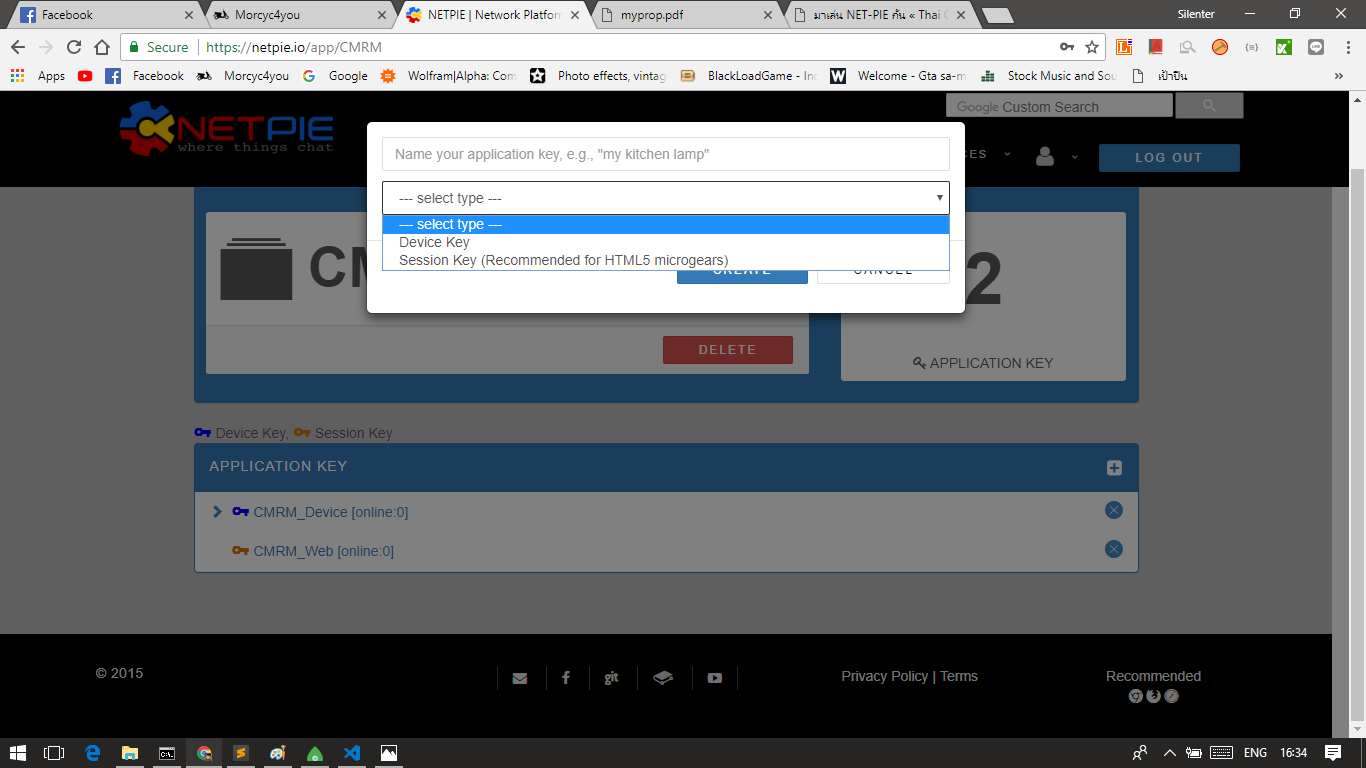 Facebook
Morcyc4you
NETPIE | Network Platform
myprop.pdf
มาเล่น NET-PIE กัน « Thai
Silenter
Secure
https://netpie.io/app/CMRM
Apps
Facebook
Morcyc4you
Google
Wolfram|Alpha: Com
Photo effects, vintag
BlackLoadGame - In
Welcome - Gta sa-m
Stock Music and Sou
เป้าปืน
NETPIE
where things chat
Google Custom Search
CES
LOG OUT
Name your application key, e.g., "my kitchen lamp"
--- select type ---
--- select type ---
Device Key
Session Key (Recommended for HTML5 microgears)
CREATE
CANCEL
CM
2
DELETE
APPLICATION KEY
Device Key, Session Key
APPLICATION KEY
CMRM_Device [online:0]
CMRM_Web [online:0]
© 2015
git
Privacy Policy | Terms
Recommended
ENG
16:34